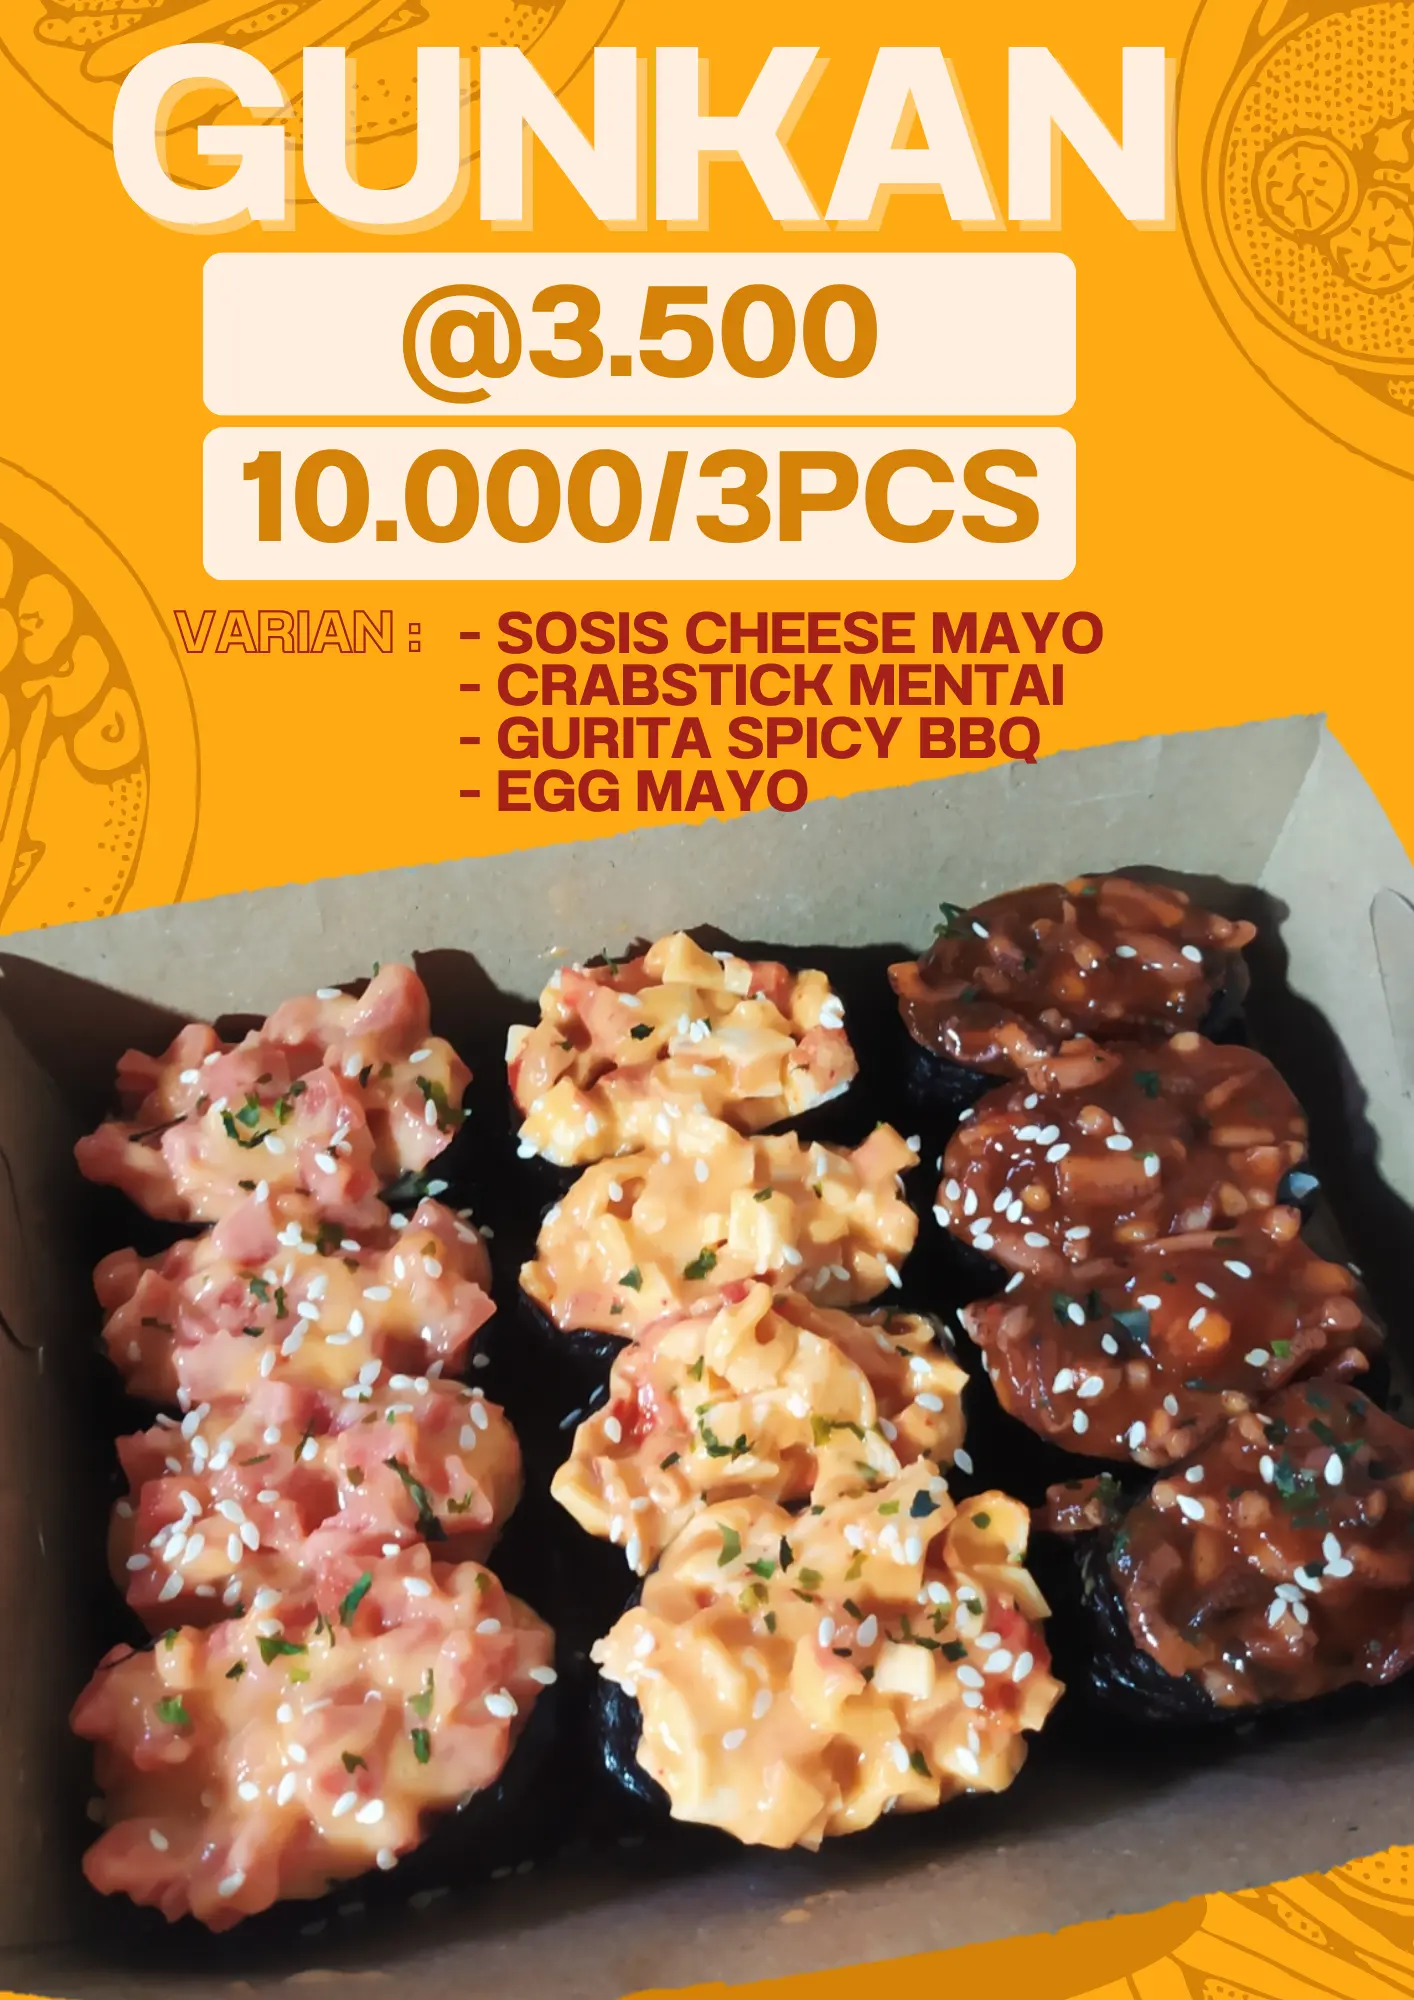 GUNKAN
@3.500
10.000/3PCS
VARIAN : - SOSIS CHEESE MAYO
- CRABSTICK MENTAI
- GURITA SPICY BBQ
- EGG MAYO